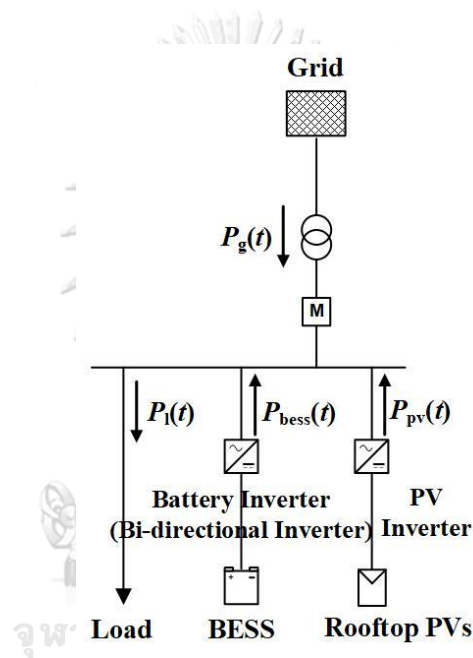 Grid
Pg(t)
M
Pl(t)
Pbess(t)
Ppv(t)
Battery Inverter
(Bi-directional Inverter)
PV
Inverter
+ -
Load
BESS
Rooftop PVs